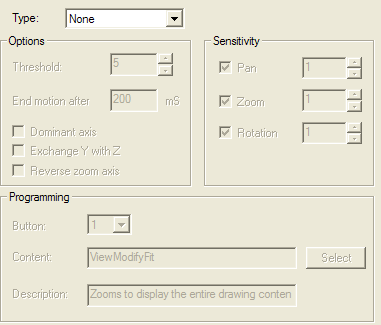 Type: None
Options
Threshold: 5
End motion after 200 mS
Dominant axis
Exchange Y with Z
Reverse zoom axis
Sensitivity
Pan 1
Zoom 1
Rotation 1
Programming
Button: 1
Content: ViewModifyFit Select
Description: Zooms to display the entire drawing conten